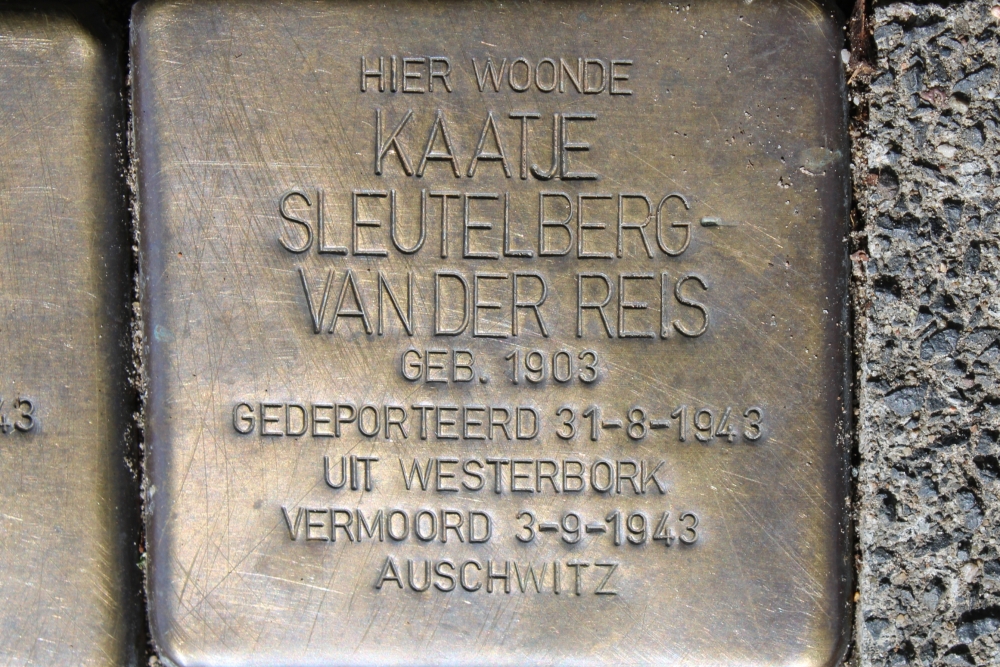 HIER WOONDE
KAATJE
SLEUTELBERG-
VAN DER REIS
GEB. 1903
GEDEPORTEERD 31-8-1943
UIT WESTERBORK
VERMOORD 3-9-1943
AUSCHWITZ
43